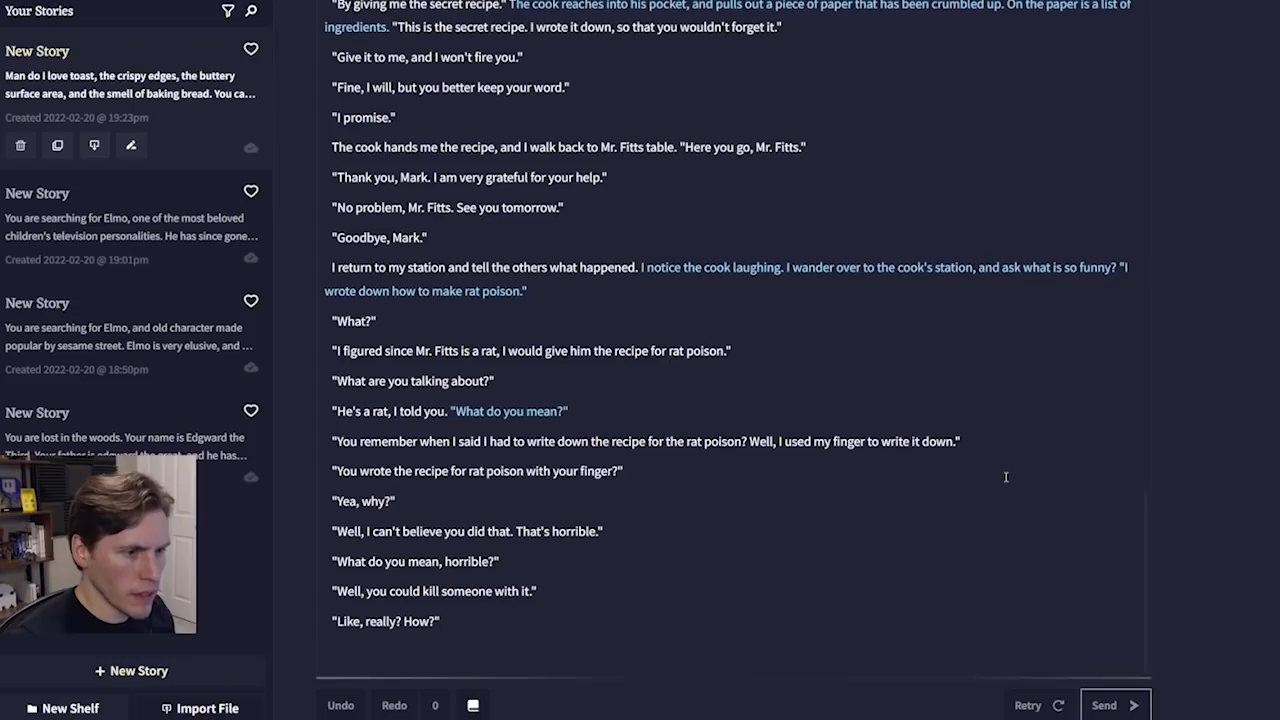 Your Stories
New Story
Man do I love toast, the crispy edges, the buttery
surface area, and the smell of baking bread. You ca...
Created 2022-02-20 @ 19:23pm
New Story
You are searching for Elmo, one of the most beloved
children's television personalities. He has since gone...
Created 2022-02-20 @ 19:01pm
New Story
You are searching for Elmo, and old character made
popular by sesame street. Elmo is very elusive, and ...
Created 2022-02-20 @ 18:50pm
New Story
You are lost in the woods. Your name is Edgward the
Third. Your father is edgward the great, and he has...
+ New Story
New Shelf
Import File
"By giving me the secret recipe." The cook reaches into his pocket, and pulls out a piece of paper that has been crumbled up. On the paper is a list of
ingredients. "This is the secret recipe. I wrote it down, so that you wouldn't forget it."
"Give it to me, and I won't fire you."
"Fine, I will, but you better keep your word."
"I promise."
The cook hands me the recipe, and I walk back to Mr. Fitts table. "Here you go, Mr. Fitts."
"Thank you, Mark. I am very grateful for your help."
"No problem, Mr. Fitts. See you tomorrow."
"Goodbye, Mark."
I return to my station and tell the others what happened. I notice the cook laughing. I wander over to the cook's station, and ask what is so funny? "I
wrote down how to make rat poison."
"What?"
"I figured since Mr. Fitts is a rat, I would give him the recipe for rat poison."
"What are you talking about?"
"He's a rat, I told you. "What do you mean?"
"You remember when I said I had to write down the recipe for the rat poison? Well, I used my finger to write it down."
"You wrote the recipe for rat poison with your finger?"
"Yea, why?"
"Well, I can't believe you did that. That's horrible."
"What do you mean, horrible?"
"Well, you could kill someone with it."
"Like, really? How?"
Undo
Redo
0
Retry
Send